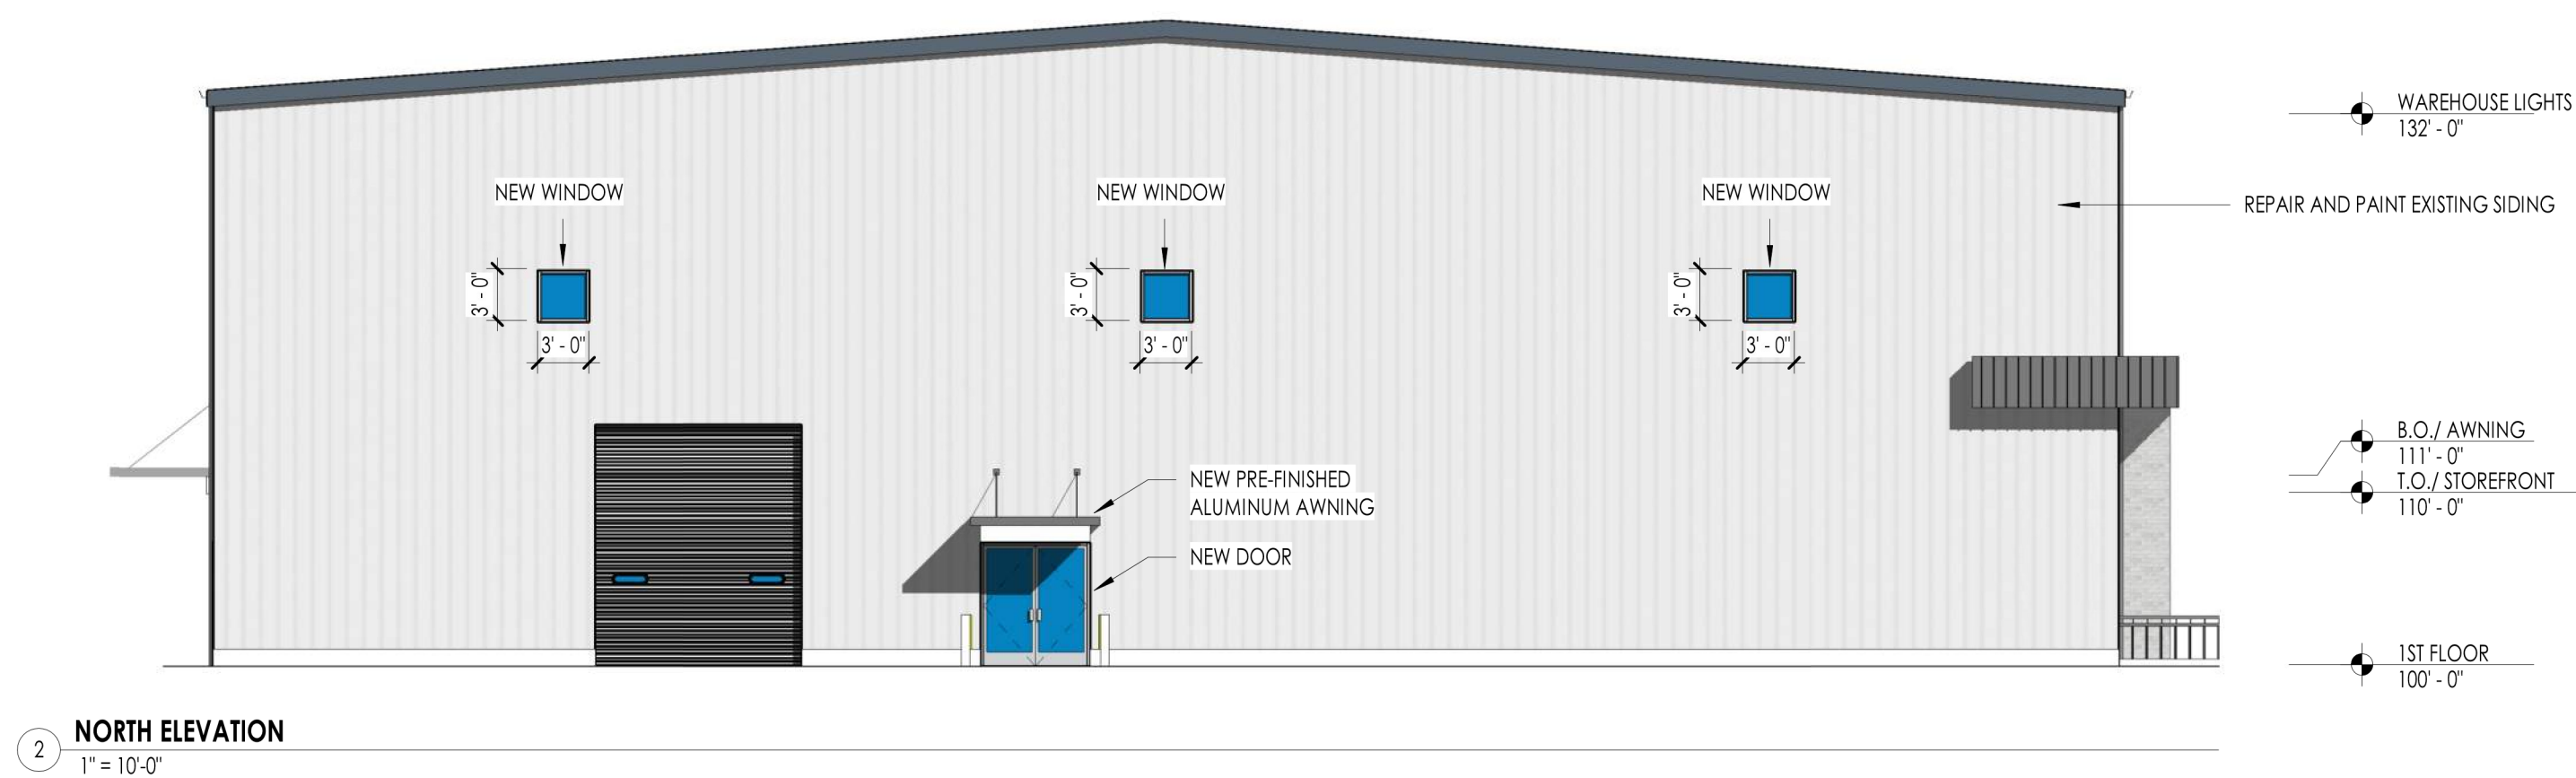 WAREHOUSE LIGHTS
132' - 0"
NEW WINDOW
NEW WINDOW
NEW WINDOW
REPAIR AND PAINT EXISTING SIDING
3' - 0"
3' - 0"
3' - 0"
3' - 0"
3' - 0"
3' - 0"
B.O./ AWNING
111' - 0"
T.O./ STOREFRONT
110' - 0"
NEW PRE-FINISHED
ALUMINUM AWNING
NEW DOOR
1ST FLOOR
100' - 0"
2
NORTH ELEVATION
1" = 10'-0"